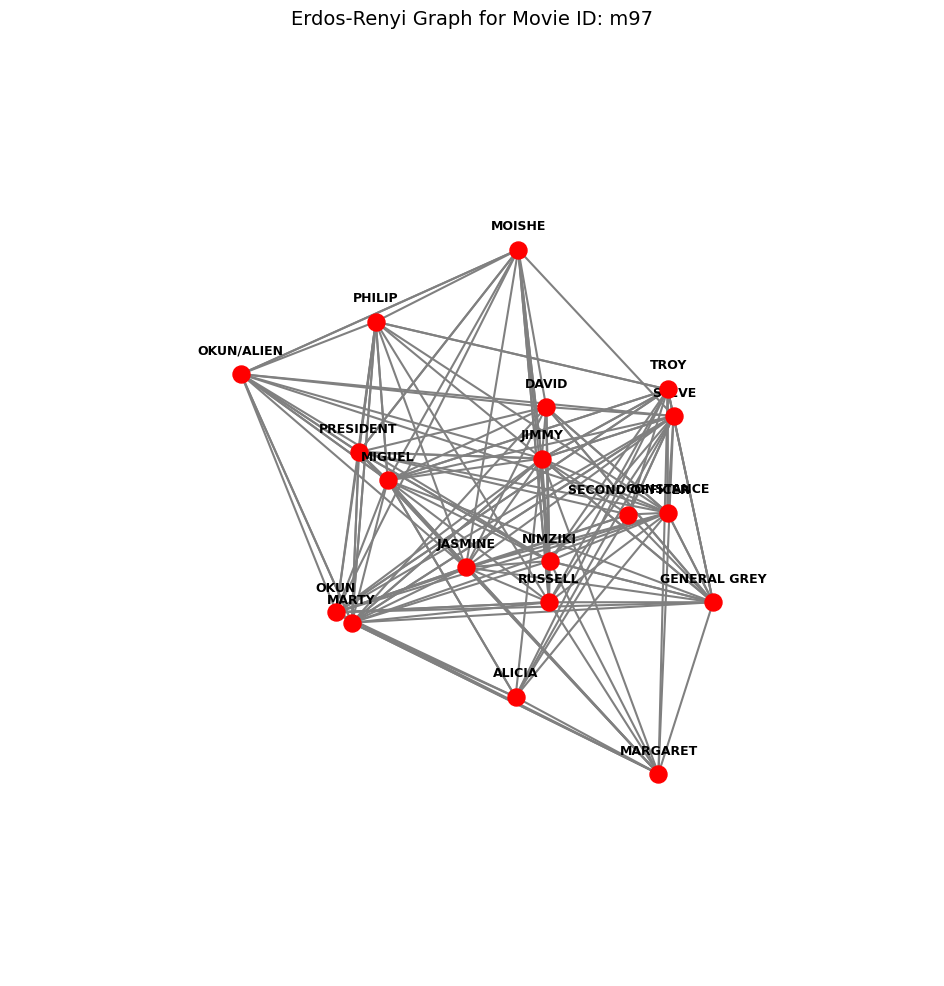 Erdos-Renyi Graph for Movie ID: m97
MOISHE
PHILIP
OKUN/ALIEN
TROY
DAVID
STEVE
PRESIDENT
JIMMY
MIGUEL
SECOND OFFICER
CONSTANCE
NIMZIKI
JASMINE
RUSSELL
GENERAL GREY
OKUN
MARTY
ALICIA
MARGARET